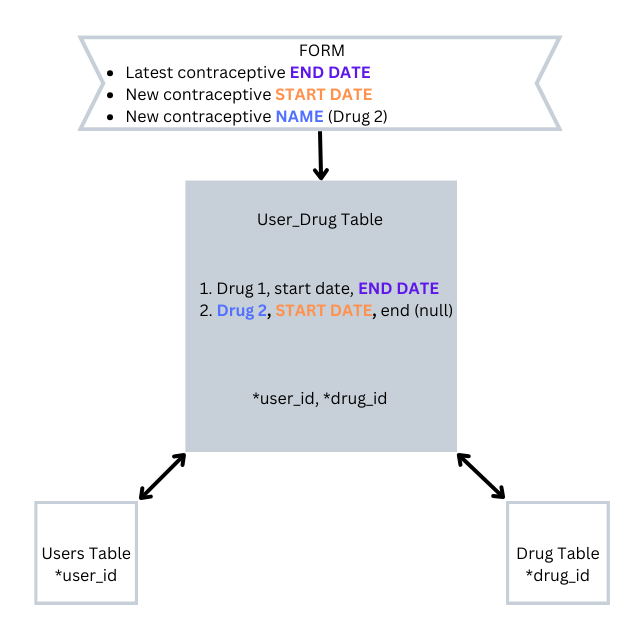 FORM
• Latest contraceptive END DATE
• New contraceptive START DATE
• New contraceptive NAME (Drug 2)
User_Drug Table
1. Drug 1, start date, END DATE
2. Drug 2, START DATE, end (null)
*user_id, *drug_id
Users Table
*user_id
Drug Table
*drug_id